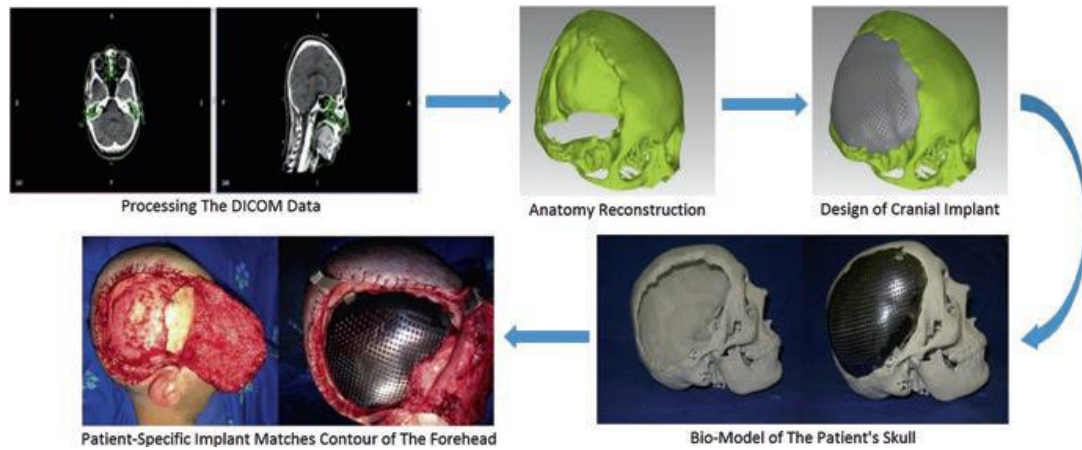 Processing The DICOM Data
Anatomy Reconstruction
Design of Cranial Implant
Patient-Specific Implant Matches Contour of The Forehead
Bio-Model of The Patient's Skull